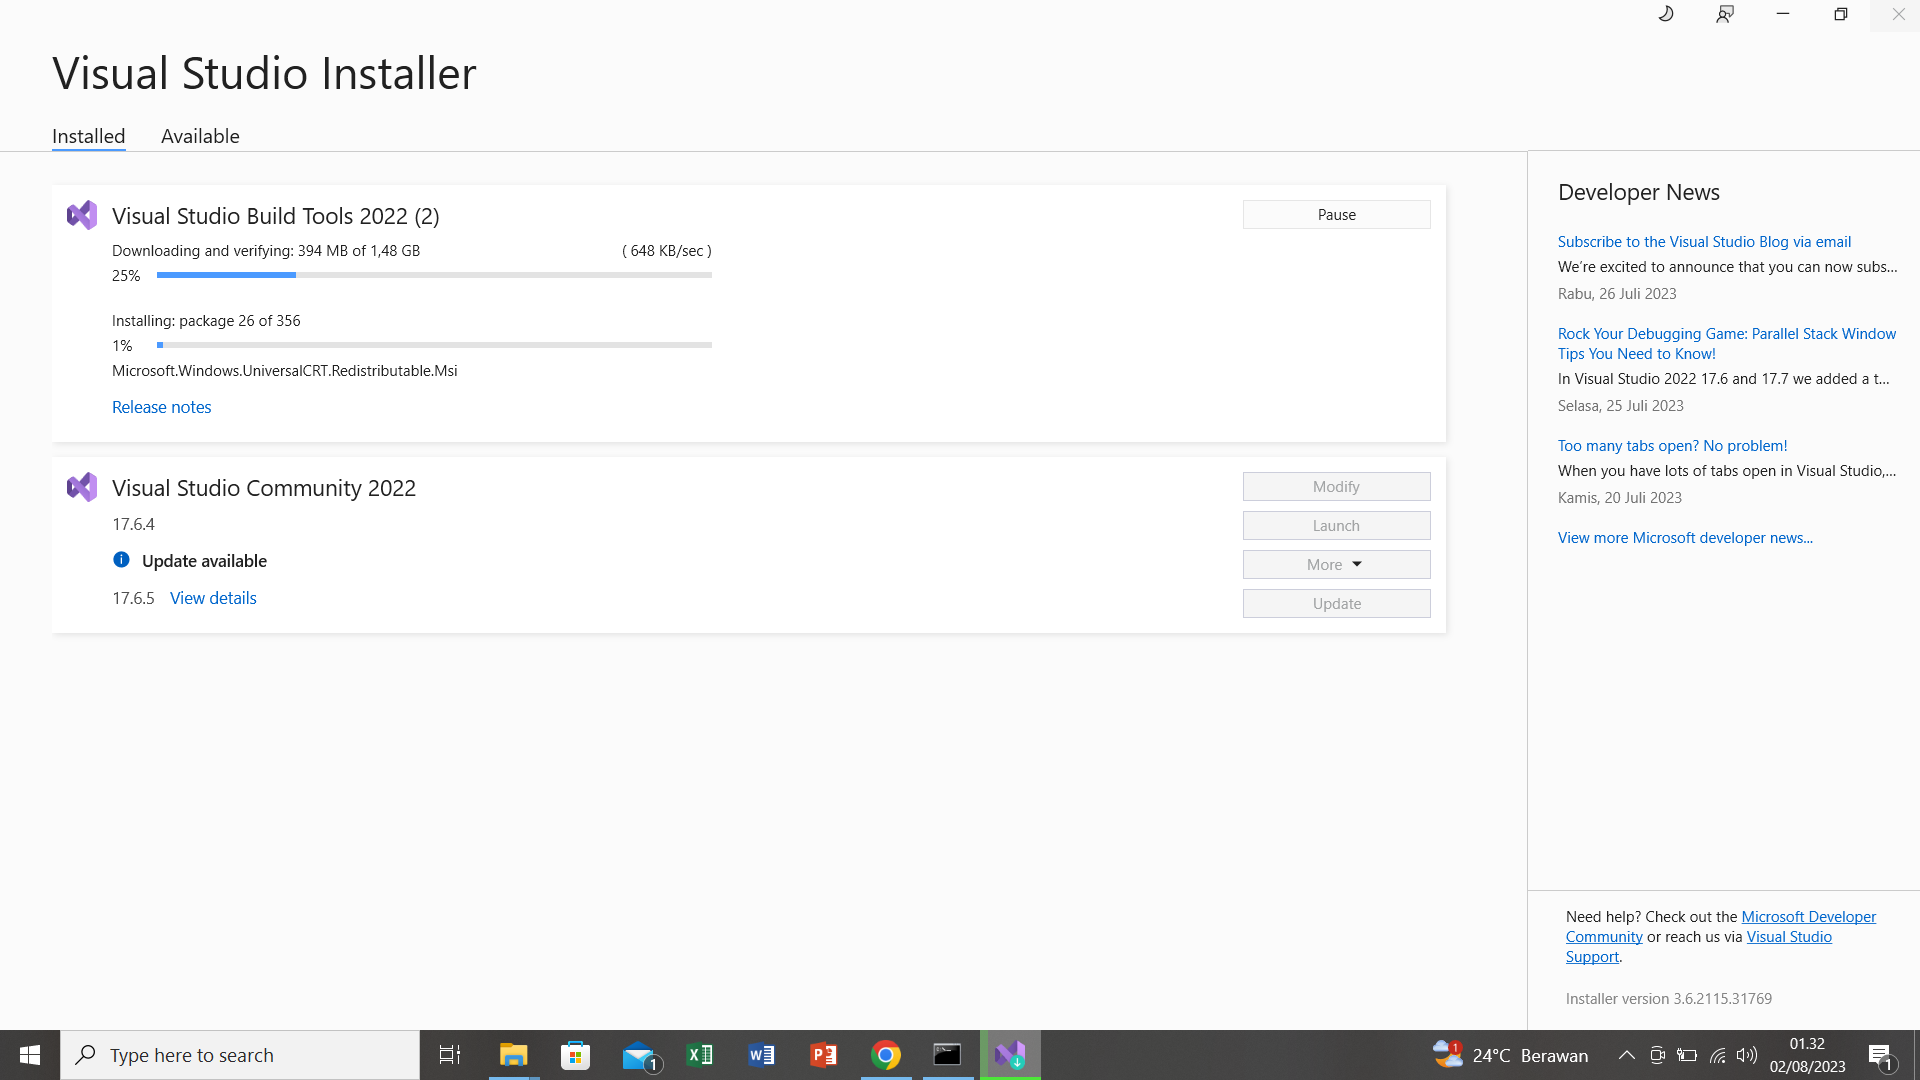 Visual Studio Installer
Installed
Available
Visual Studio Build Tools 2022 (2)
Pause
Downloading and verifying: 394 MB of 1,48 GB
( 648 KB/sec )
25%
Installing: package 26 of 356
1%
Microsoft.Windows.UniversalCRT.Redistributable.Msi
Release notes
Visual Studio Community 2022
17.6.4
Update available
17.6.5
View details
Modify
Launch
More
Update
Developer News
Subscribe to the Visual Studio Blog via email
We're excited to announce that you can now subs...
Rabu, 26 Juli 2023
Rock Your Debugging Game: Parallel Stack Window
Tips You Need to Know!
In Visual Studio 2022 17.6 and 17.7 we added a t...
Selasa, 25 Juli 2023
Too many tabs open? No problem!
When you have lots of tabs open in Visual Studio,...
Kamis, 20 Juli 2023
View more Microsoft developer news...
Need help? Check out the Microsoft Developer
Community or reach us via Visual Studio
Support.
Installer version 3.6.2115.31769
Type here to search
1
1
24°C Berawan
01.32
02/08/2023
1